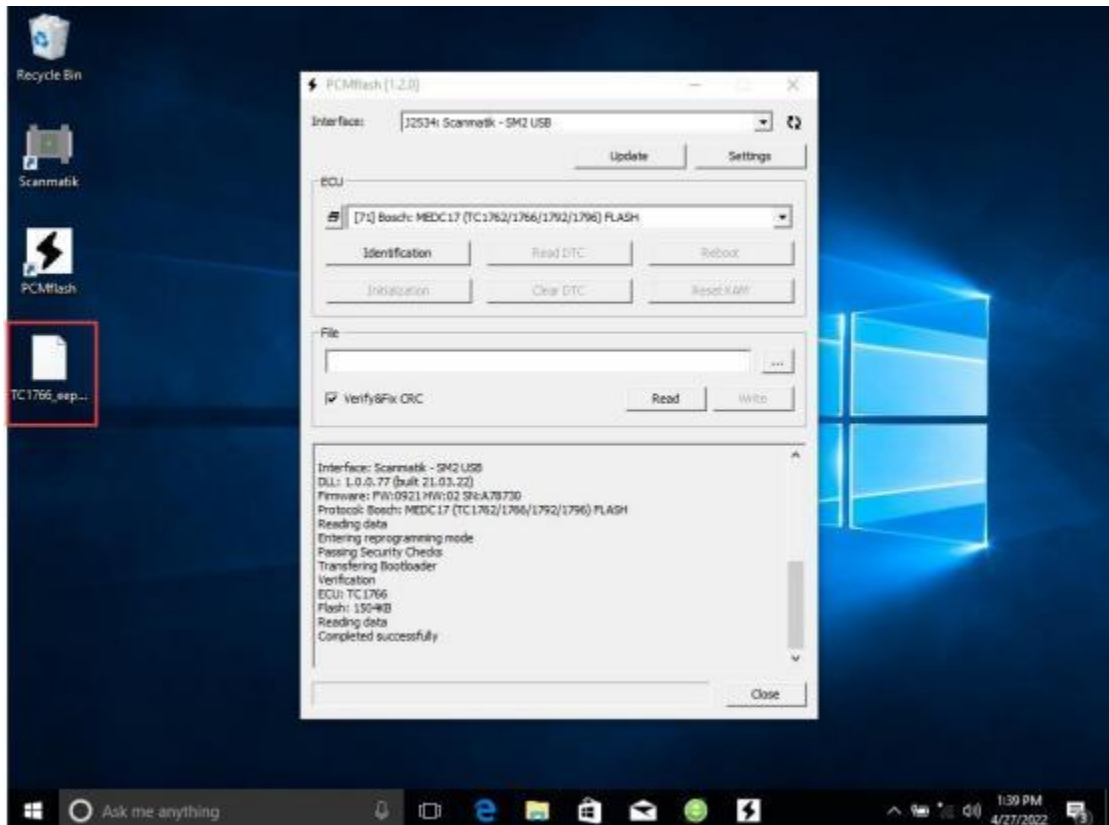 Recycle Bin
Scanmatik
PCMflash
TC1766_eep...
PCMflash [1.2.0]
Interface: J2534: Scanmatik - SM2 USB
Update Settings
ECU
[71] Bosch: MEDC17 (TC1762/1766/1792/1796) FLASH
Identification Read DTC Reboot
Initialization Clear DTC Reset KAM
File
...
Verify&Fix CRC Read Write
Interface: Scanmatik - SM2 USB
DLL: 1.0.0.77 (built 21.03.22)
Firmware: FW:0921 HW:02 SN:A78730
Protocol: Bosch: MEDC17 (TC1762/1766/1792/1796) FLASH
Reading data
Entering reprogramming mode
Passing Security Checks
Transfering Bootloader
Verification
ECU: TC1766
Flash: 1504KB
Reading data
Completed successfully
Close
Ask me anything
1:39 PM
4/27/2022
3